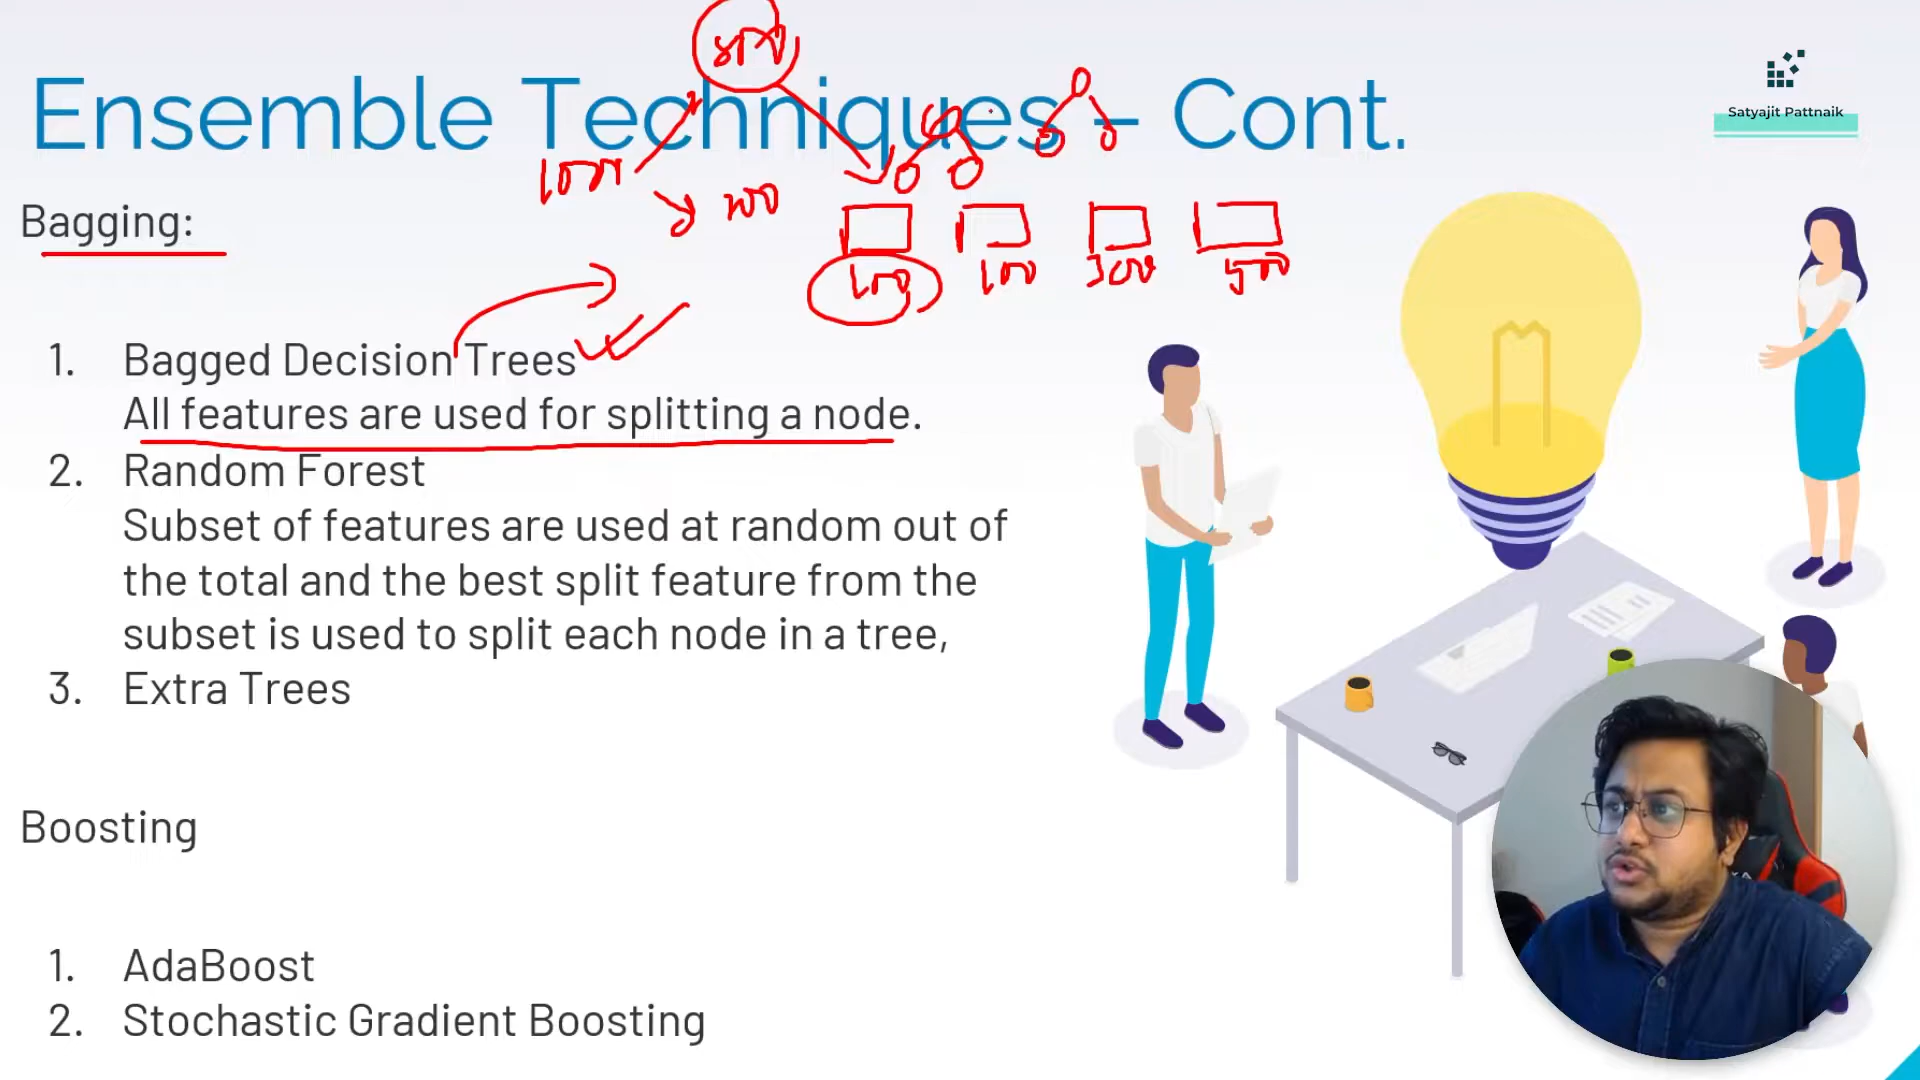 Ensemble Techniques – Cont.
Satyajit Pattnaik
Bagging:
100
1. Bagged Decision Trees
All features are used for splitting a node.
2. Random Forest
Subset of features are used at random out of
the total and the best split feature from the
subset is used to split each node in a tree,
3. Extra Trees
Boosting
1. AdaBoost
2. Stochastic Gradient Boosting